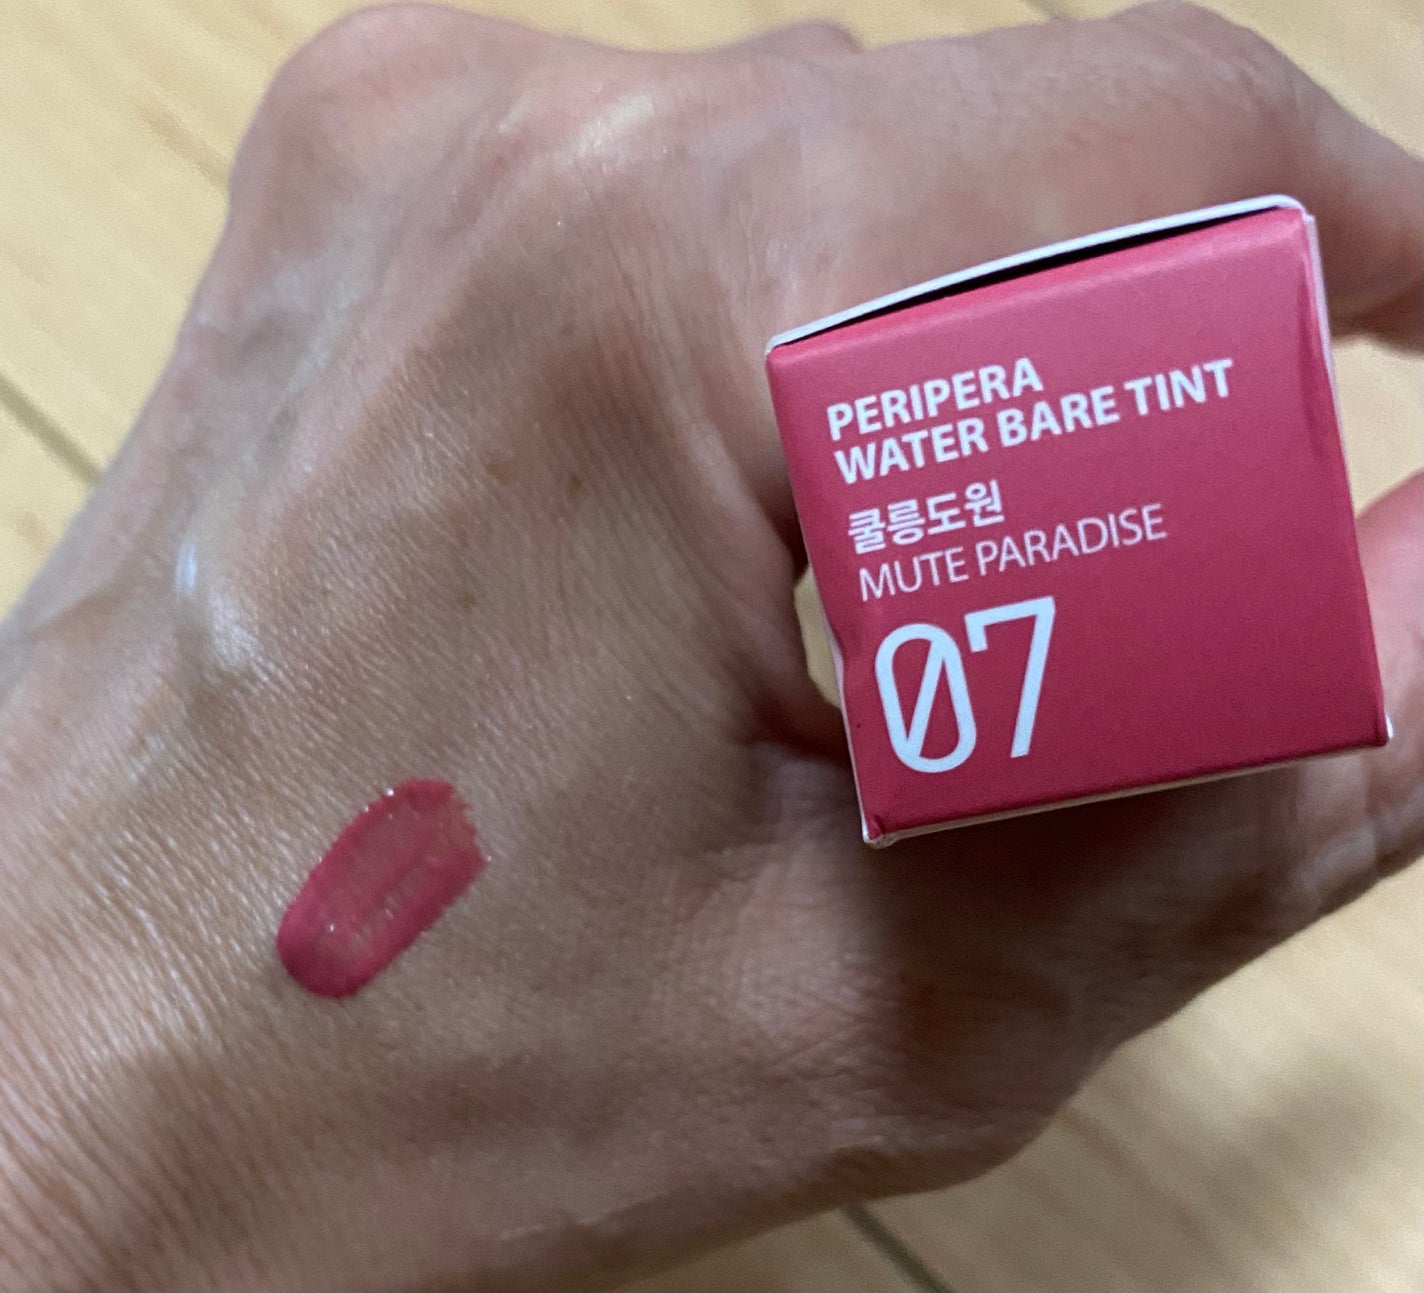 PERIPERA
WATER BARE TINT
쿨릉도원
MUTE PARADISE
07